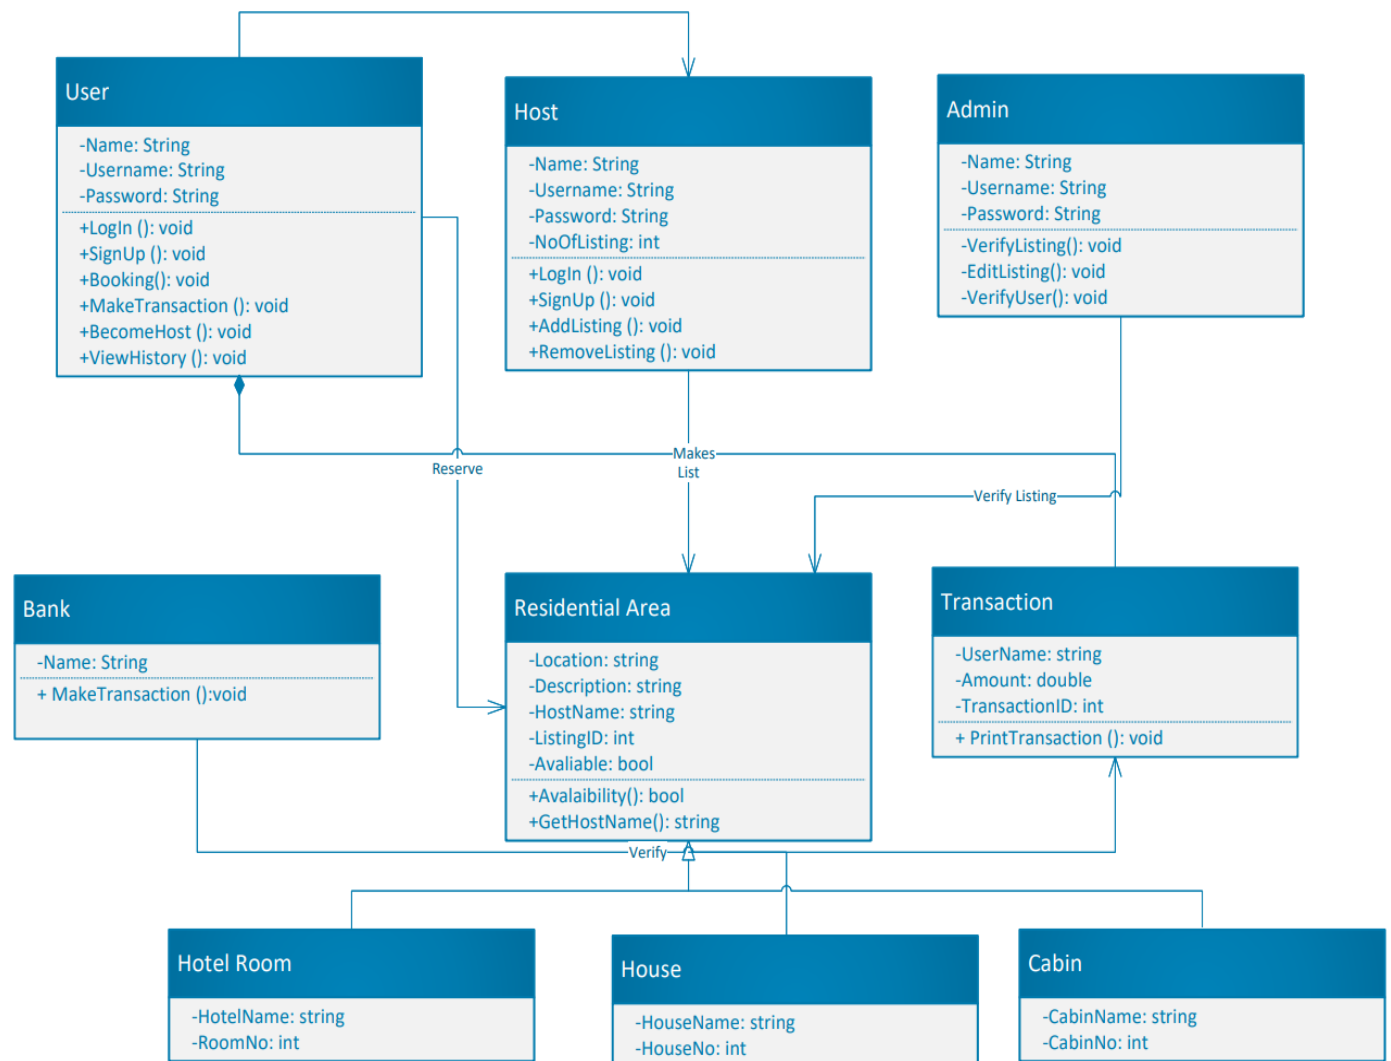 User
-Name: String
-Username: String
-Password: String
+LogIn (): void
+SignUp (): void
+Booking(): void
+MakeTransaction (): void
+BecomeHost (): void
+ViewHistory (): void
Host
-Name: String
-Username: String
-Password: String
-NoOfListing: int
+LogIn (): void
+SignUp (): void
+AddListing (): void
+RemoveListing (): void
Admin
-Name: String
-Username: String
-Password: String
-VerifyListing(): void
-EditListing(): void
-VerifyUser(): void
Reserve
Makes
List
Verify Listing
Bank
-Name: String
+ MakeTransaction ():void
Residential Area
-Location: string
-Description: string
-HostName: string
-ListingID: int
-Avaliable: bool
+Avalaibility(): bool
+GetHostName(): string
Transaction
-UserName: string
-Amount: double
-TransactionID: int
+ PrintTransaction (): void
Verify
Hotel Room
-HotelName: string
-RoomNo: int
House
-HouseName: string
-HouseNo: int
Cabin
-CabinName: string
-CabinNo: int